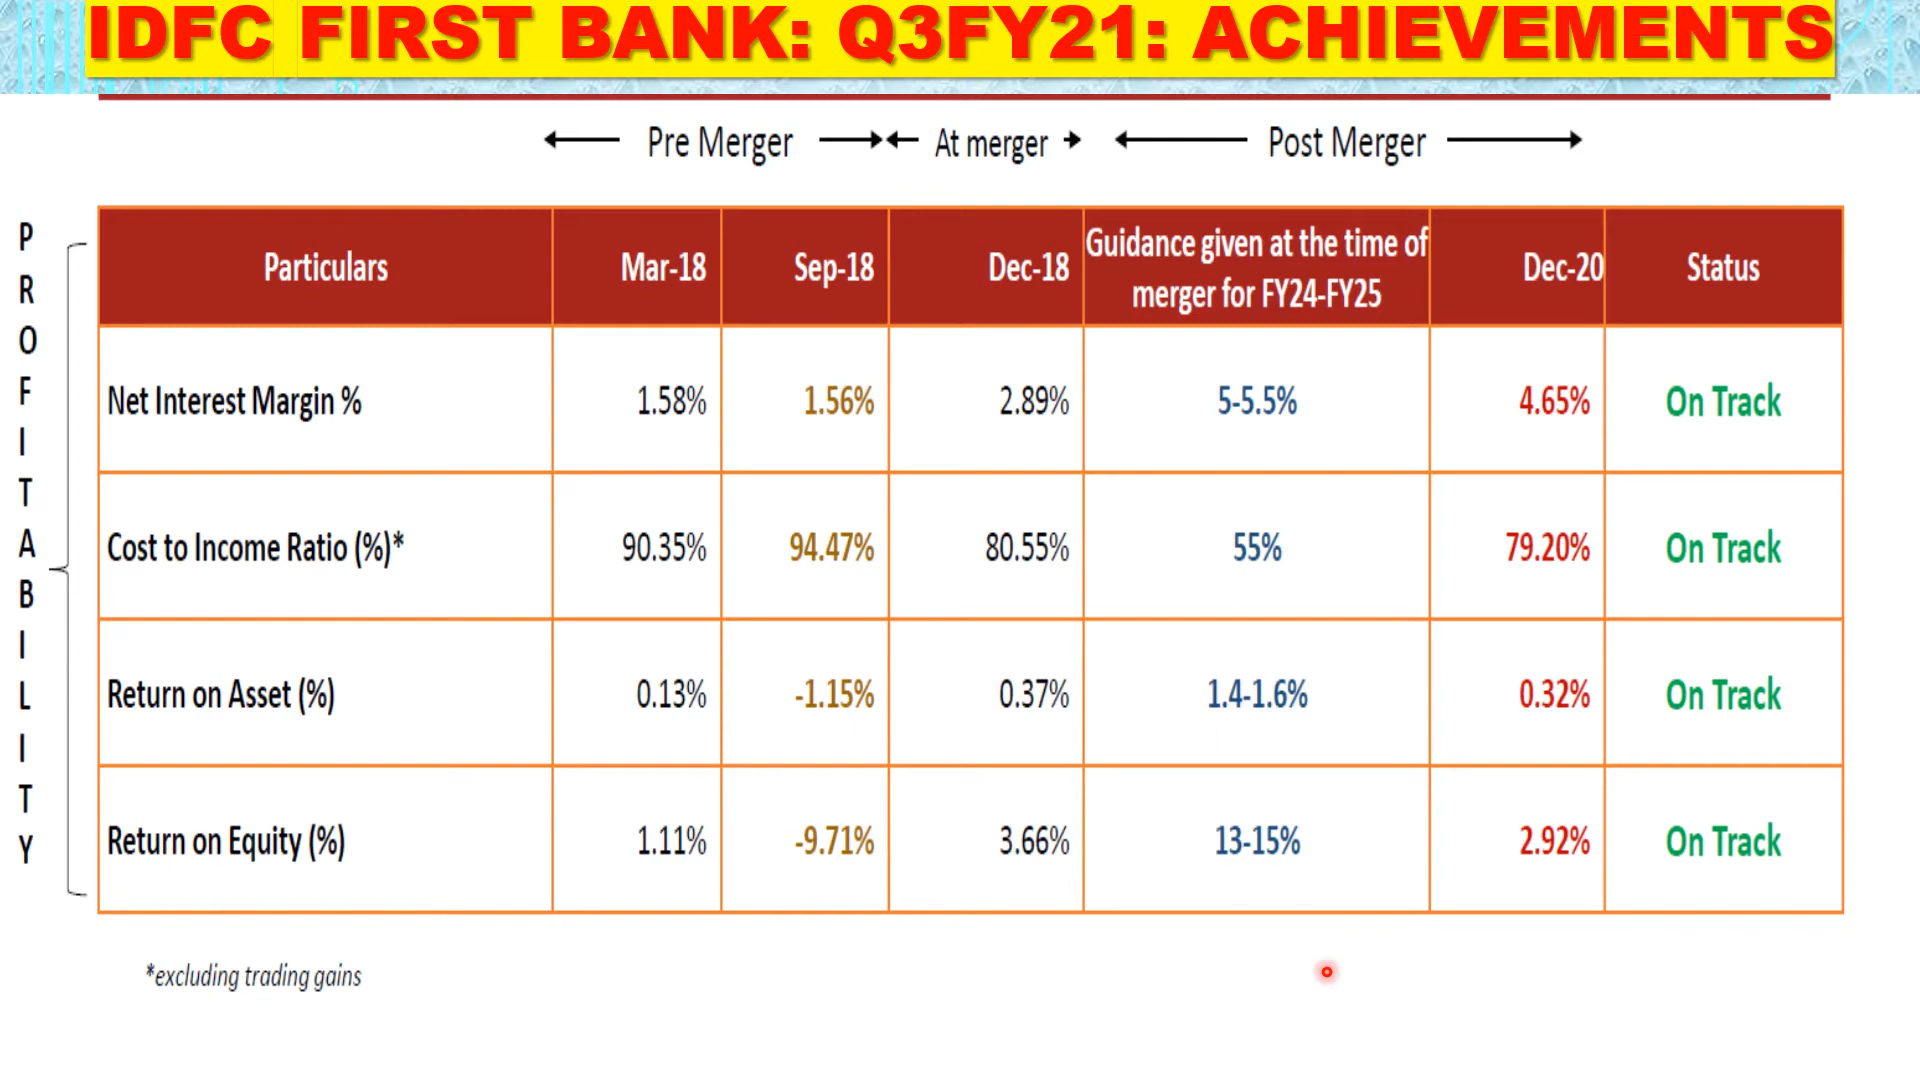 IDFC FIRST BANK: Q3FY21: ACHIEVEMENTS
Pre Merger At merger Post Merger
PROFITABILITY
Particulars Mar-18 Sep-18 Dec-18 Guidance given at the time of merger for FY24-FY25 Dec-20 Status
Net Interest Margin % 1.58% 1.56% 2.89% 5-5.5% 4.65% On Track
Cost to Income Ratio (%)* 90.35% 94.47% 80.55% 55% 79.20% On Track
Return on Asset (%) 0.13% -1.15% 0.37% 1.4-1.6% 0.32% On Track
Return on Equity (%) 1.11% -9.71% 3.66% 13-15% 2.92% On Track
*excluding trading gains